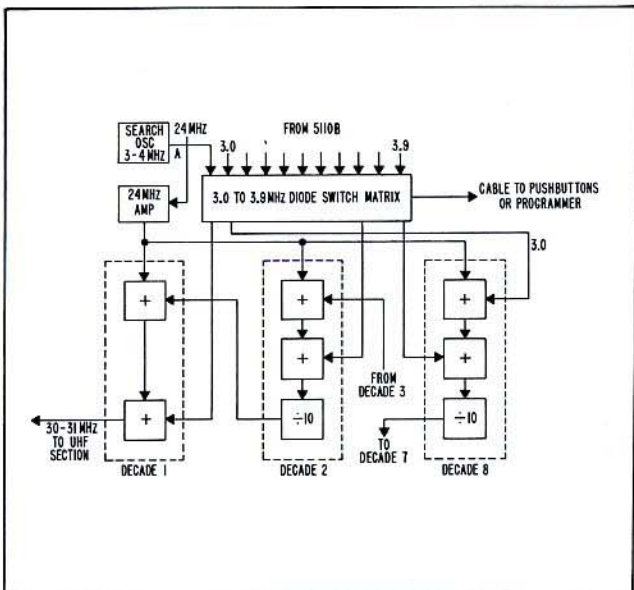 SEARCH
OSC
3-4 MHz
24 MHz
A
FROM 5110B
3.0
3.9
24 MHz
AMP
3.0 TO 3.9 MHz DIODE SWITCH MATRIX
CABLE TO PUSHBUTTONS
OR PROGRAMMER
3.0
+
+
+
+
+
+
FROM
DECADE 3
÷10
÷10
30-31 MHz
TO UHF
SECTION
TO
DECADE 7
DECADE 1
DECADE 2
DECADE 8